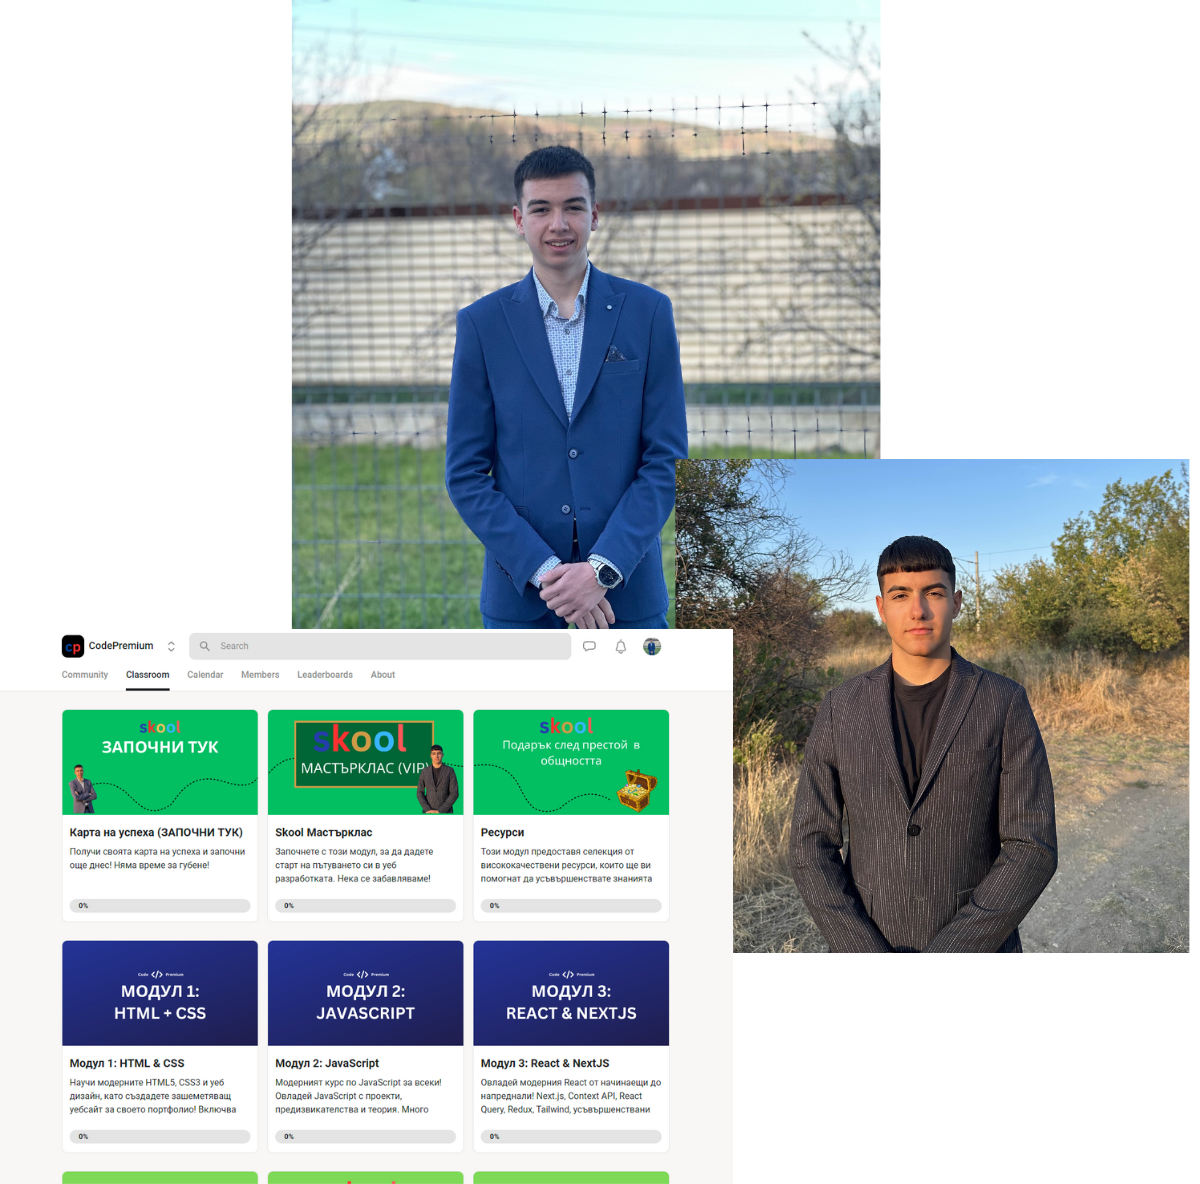 cp CodePremium
Search
Community Classroom Calendar Members Leaderboards About
skool
ЗАПОЧНИ ТУК
Карта на успеха (ЗАПОЧНИ ТУК)
Получи своята карта на успеха и започни
още днес! Няма време за губене!
0%
skool
МАСТЪРКЛАС (VIP)
Skool Мастърклас
Започнете с този модул, за да дадете
старт на пътуването си в уеб
разработката. Нека се забавляваме!
0%
skool
Подарък след престой в
общността
Ресурси
Този модул предоставя селекция от
висококачествени ресурси, които ще ви
помогнат да усъвършенствате знанията
0%
Code </> Premium
МОДУЛ 1:
HTML + CSS
Модул 1: HTML & CSS
Научи модерните HTML5, CSS3 и уеб
дизайн, като създадете зашеметяващ
уебсайт за своето портфолио! Включва
0%
Code </> Premium
МОДУЛ 2:
JAVASCRIPT
Модул 2: JavaScript
Модерният курс по JavaScript за всеки!
Овладей JavaScript с проекти,
предизвикателства и теория. Много
0%
Code </> Premium
МОДУЛ 3:
REACT & NEXTJS
Модул 3: React & NextJS
Овладей модерния React от начинаещи до
напреднали! Next.js, Context API, React
Query, Redux, Tailwind, усъвършенствани
0%